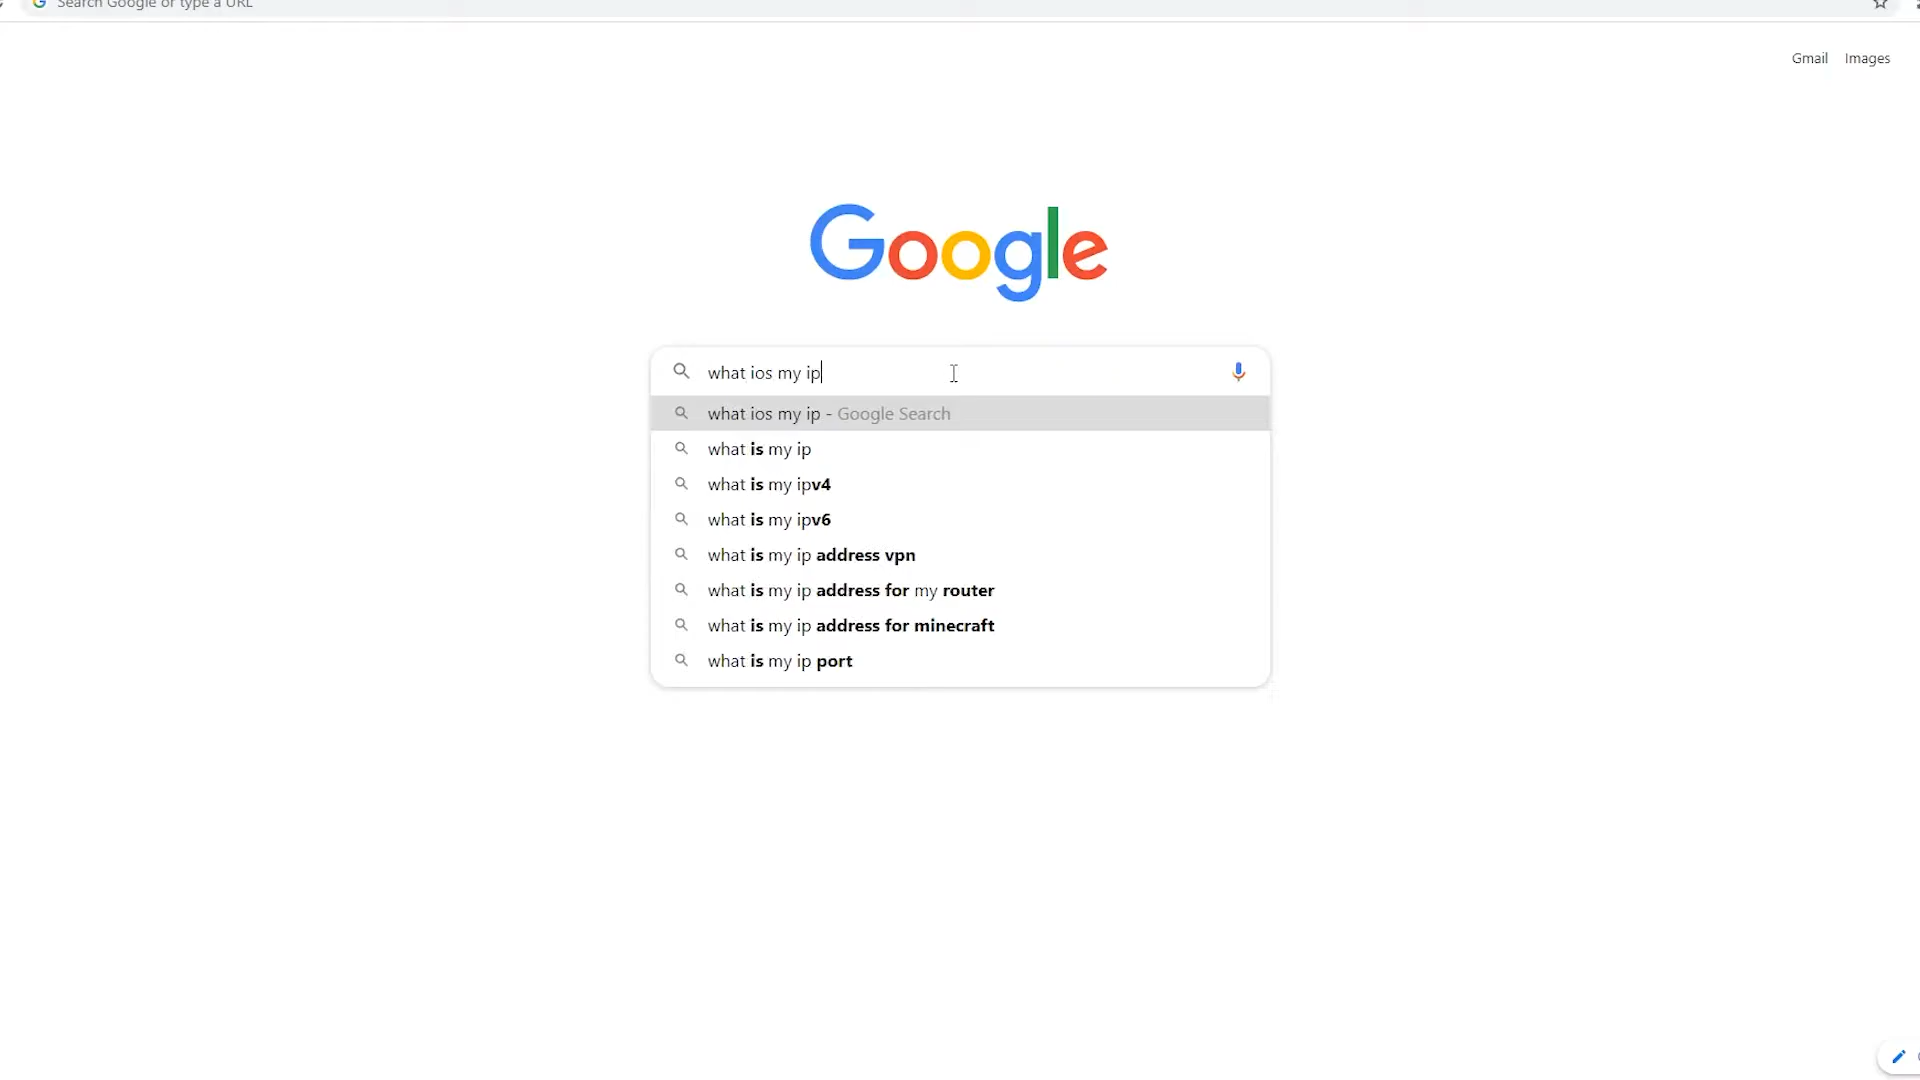 Search Google or type a URL
Gmail Images
Google
what ios my ip
what ios my ip - Google Search
what is my ip
what is my ipv4
what is my ipv6
what is my ip address vpn
what is my ip address for my router
what is my ip address for minecraft
what is my ip port